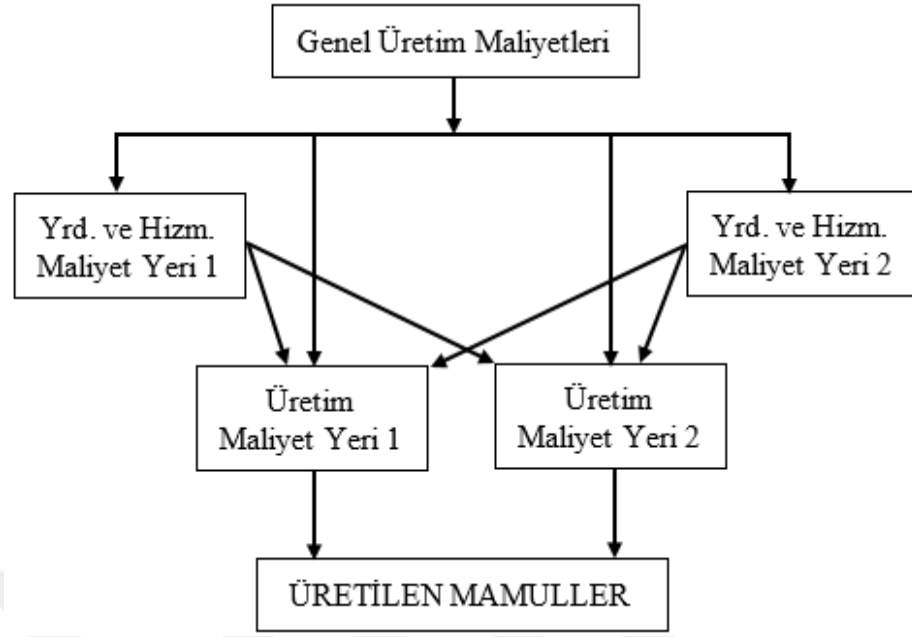 Genel Üretim Maliyetleri
Yrd. ve Hizm.
Maliyet Yeri 1
Yrd. ve Hizm.
Maliyet Yeri 2
Üretim
Maliyet Yeri 1
Üretim
Maliyet Yeri 2
ÜRETİLEN MAMULLER